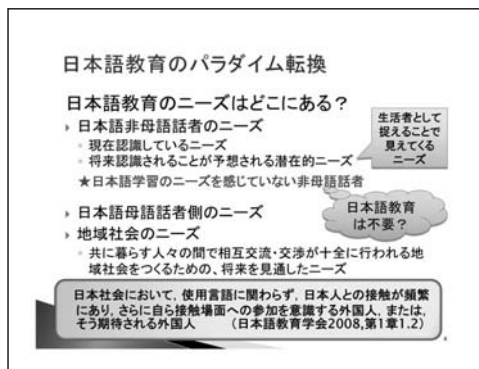 日本語教育のパラダイム転換
日本語教育のニーズはどこにある？
日本語非母語話者のニーズ
現在認識しているニーズ
将来認識されることが予想される潜在的ニーズ
★日本語学習のニーズを感じていない非母語話者
生活者として
捉えることで
見えてくる
ニーズ
日本語教育
は不要？
日本語母語話者側のニーズ
地域社会のニーズ
共に暮らす人々の間で相互交流・交渉が十全に行われる地
域社会をつくるための、将来を見通したニーズ
日本社会において，使用言語に関わらず，日本人との接触が頻繁
にあり，さらに自ら接触場面への参加を意識する外国人，または，
そう期待される外国人　（日本語教育学会2008,第1章1.2）